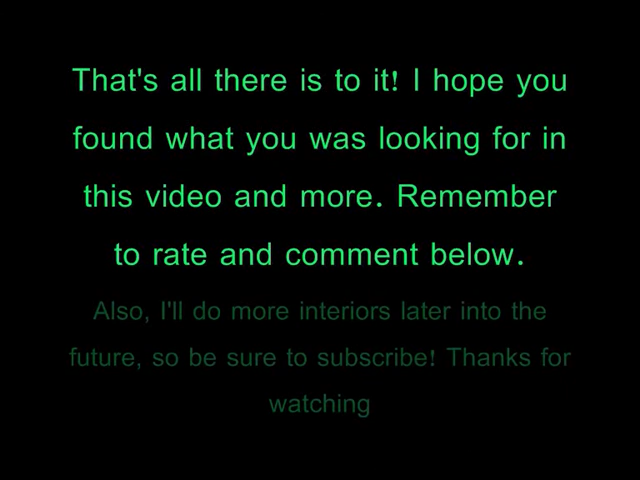 That's all there is to it! I hope you
found what you was looking for in
this video and more. Remember
to rate and comment below.
Also, I'll do more interiors later into the
future, so be sure to subscribe! Thanks for
watching